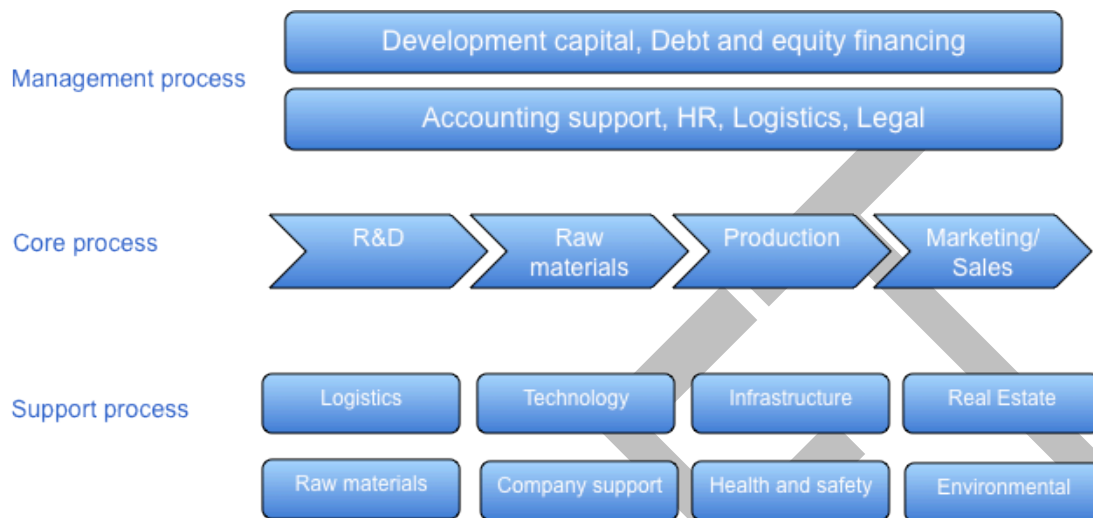 Development capital, Debt and equity financing
Management process
Accounting support, HR, Logistics, Legal
Core process
R&D
Raw
materials
Production
Marketing/
Sales
Support process
Logistics
Technology
Infrastructure
Real Estate
Raw materials
Company support
Health and safety
Environmental